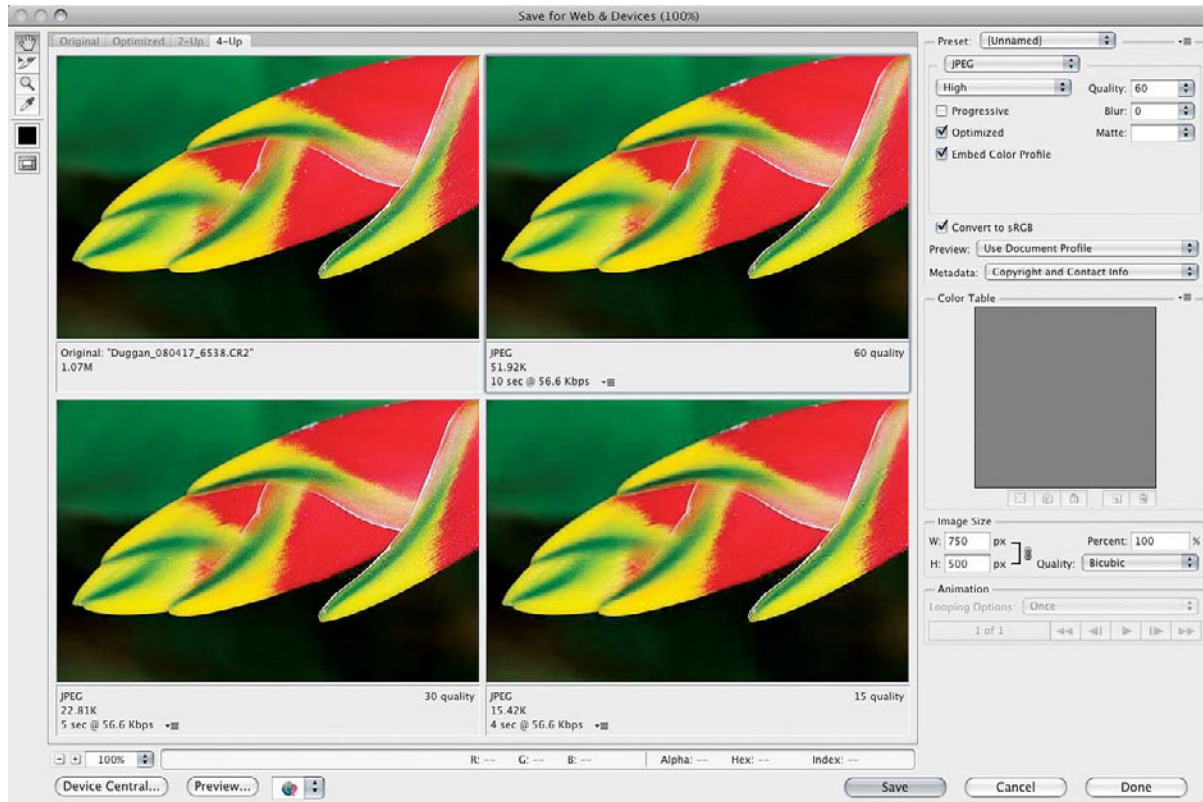 Save for Web & Devices (100%)
Original Optimized 2-Up 4-Up
Original: "Duggan_080417_6538.CR2"
1.07M
JPEG 60 quality
51.92K
10 sec @ 56.6 Kbps
JPEG 30 quality
22.81K
5 sec @ 56.6 Kbps
JPEG 15 quality
15.42K
4 sec @ 56.6 Kbps
Preset: [Unnamed]
JPEG
High Quality: 60
Progressive Blur: 0
Optimized Matte:
Embed Color Profile
Convert to sRGB
Preview: Use Document Profile
Metadata: Copyright and Contact Info
Color Table
Image Size
W: 750 px Percent: 100 %
H: 500 px Quality: Bicubic
Animation
Looping Options: Once
1 of 1
100% R: -- G: -- B: -- Alpha: -- Hex: -- Index: --
Device Central... Preview... Save Cancel Done